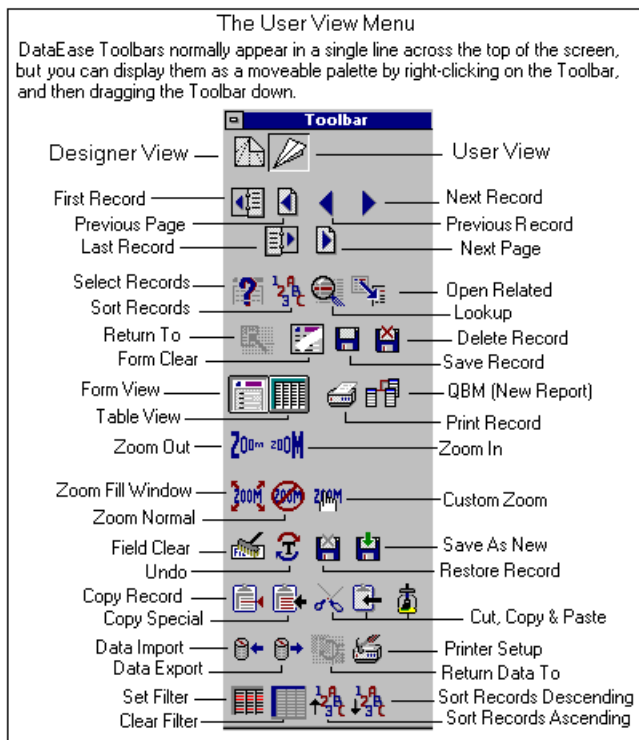 The User View Menu
DataEase Toolbars normally appear in a single line across the top of the screen,
but you can display them as a moveable palette by right-clicking on the Toolbar,
and then dragging the Toolbar down.
Toolbar
Designer View User View
First Record Next Record
Previous Page Previous Record
Last Record Next Page
Select Records Open Related
Sort Records Lookup
Return To Delete Record
Form Clear Save Record
Form View QBM (New Report)
Table View Print Record
Zoom Out ZOOM ZOOM Zoom In
Zoom Fill Window ZOOM ZOOM ZOOM Custom Zoom
Zoom Normal
Field Clear Save As New
Undo Restore Record
Copy Record
Copy Special Cut, Copy & Paste
Data Import Printer Setup
Data Export Return Data To
Set Filter Sort Records Descending
Clear Filter Sort Records Ascending